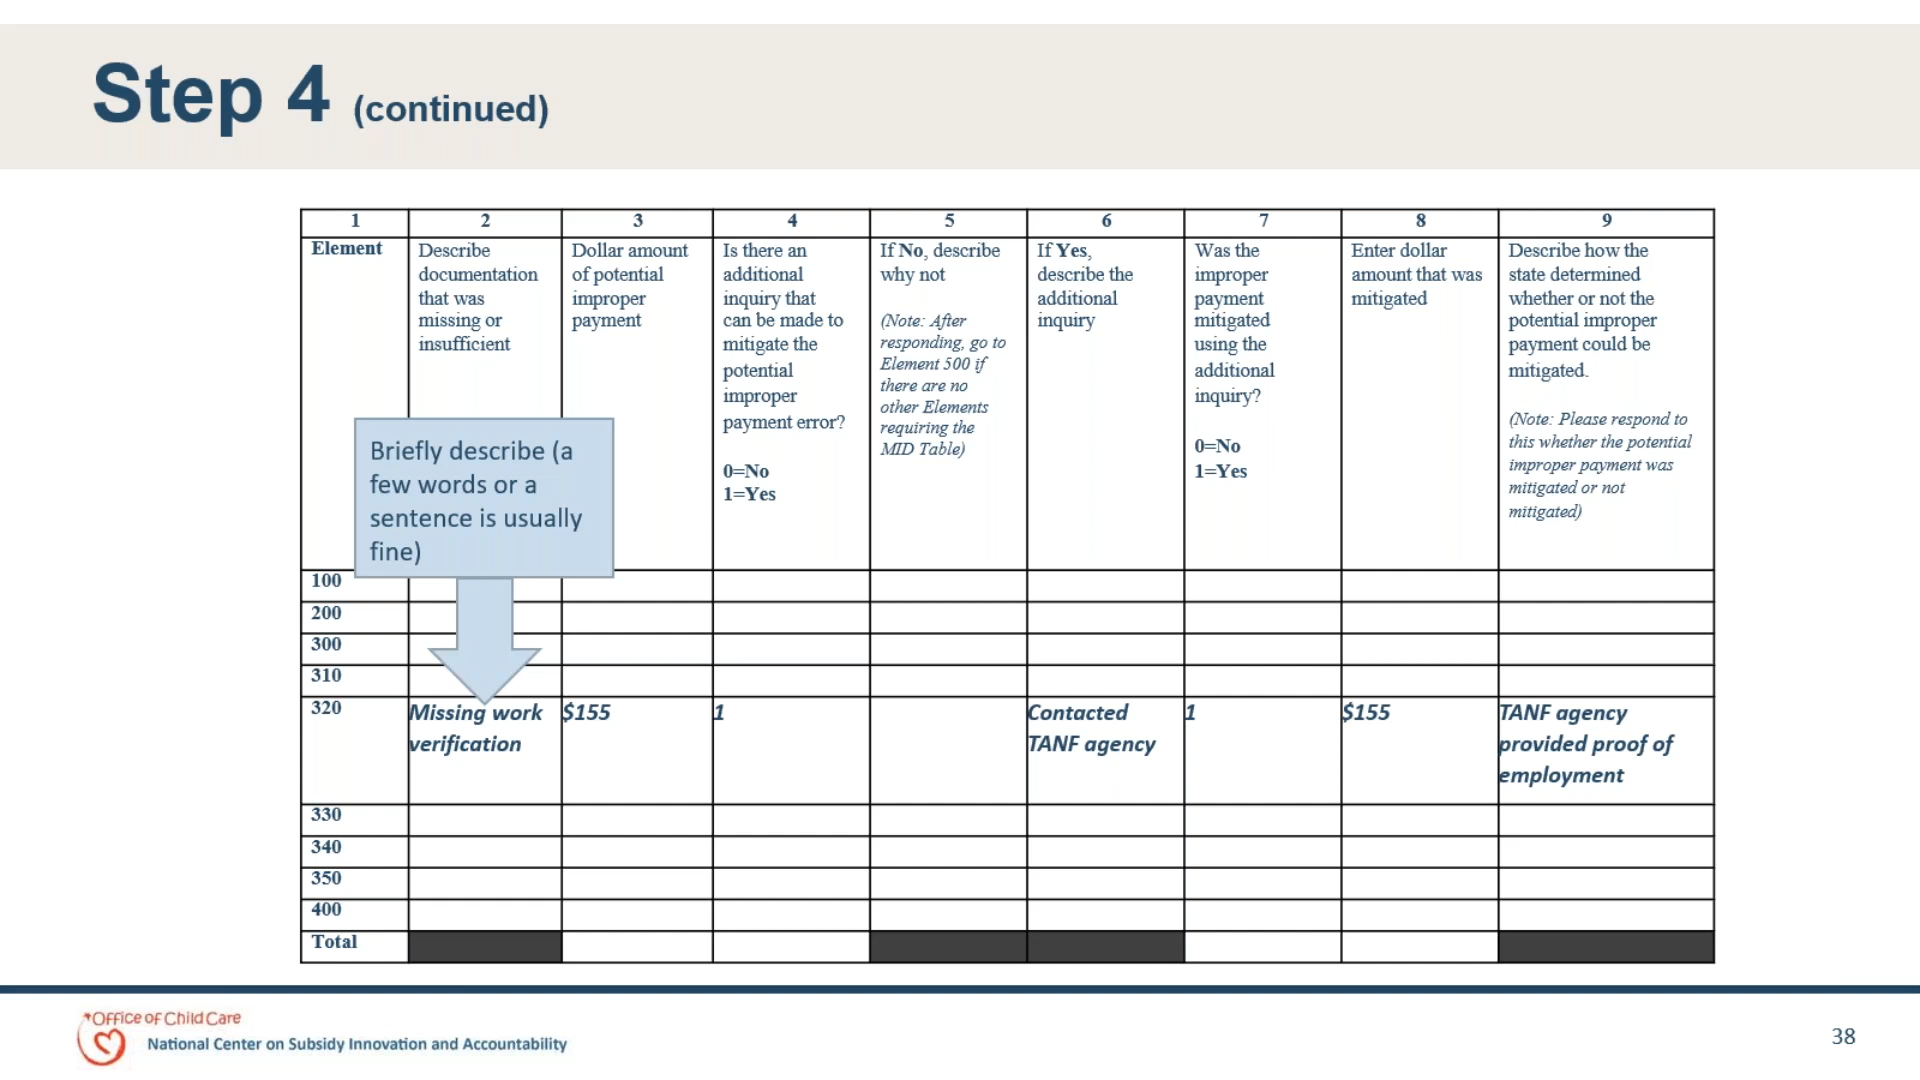 Step 4 (continued)
1 2 3 4 5 6 7 8 9
Element
Describe
documentation
that was
missing or
insufficient
Dollar amount
of potential
improper
payment
Is there an
additional
inquiry that
can be made to
mitigate the
potential
improper
payment error?
0=No
1=Yes
If No, describe
why not
(Note: After
responding, go to
Element 500 if
there are no
other Elements
requiring the
MID Table)
If Yes,
describe the
additional
inquiry
Was the
improper
payment
mitigated
using the
additional
inquiry?
0=No
1=Yes
Enter dollar
amount that was
mitigated
Describe how the
state determined
whether or not the
potential improper
payment could be
mitigated.
(Note: Please respond to
this whether the potential
improper payment was
mitigated or not
mitigated)
Briefly describe (a
few words or a
sentence is usually
fine)
100
200
300
310
320
Missing work
verification
$155
1
Contacted
TANF agency
1
$155
TANF agency
provided proof of
employment
330
340
350
400
Total
Office of Child Care
National Center on Subsidy Innovation and Accountability
38